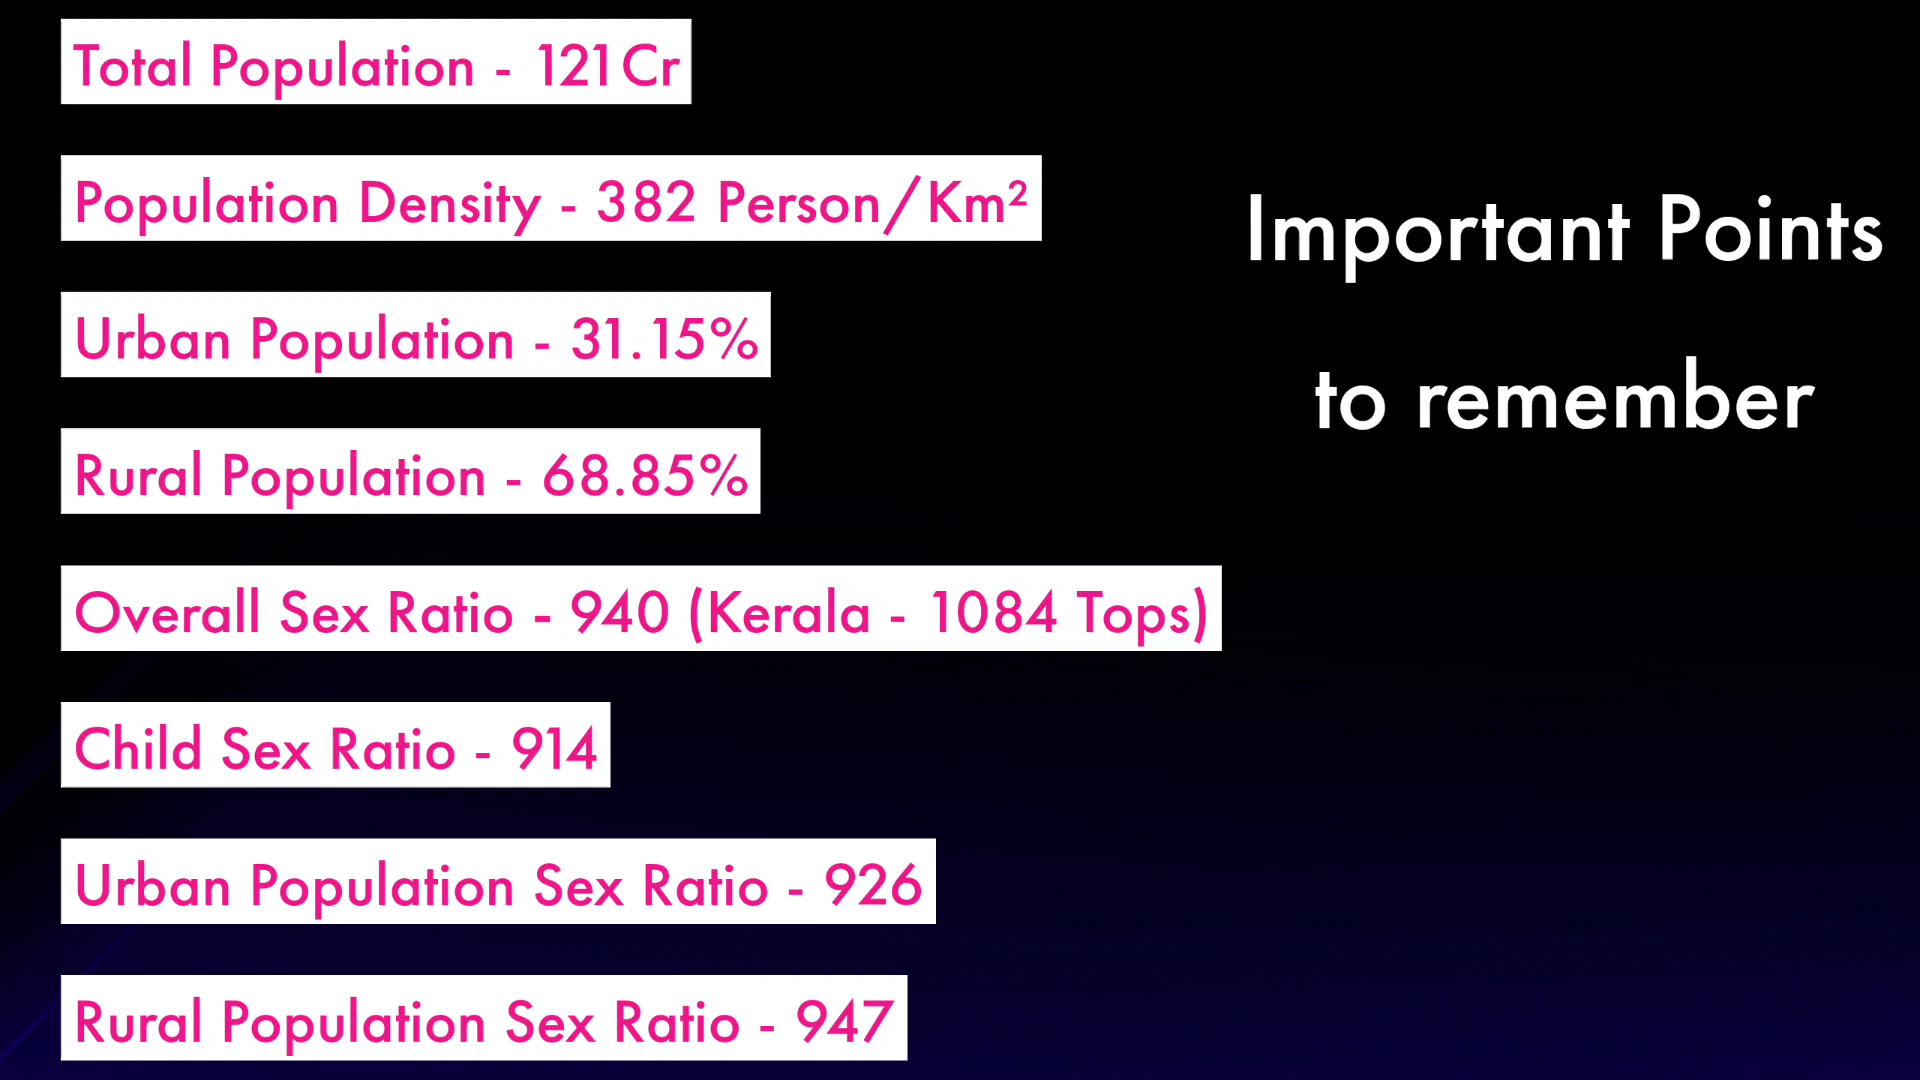 Total Population - 121Cr
Population Density - 382 Person/Km²
Urban Population - 31.15%
Rural Population - 68.85%
Overall Sex Ratio - 940 (Kerala - 1084 Tops)
Child Sex Ratio - 914
Urban Population Sex Ratio - 926
Rural Population Sex Ratio - 947
Important Points
to remember